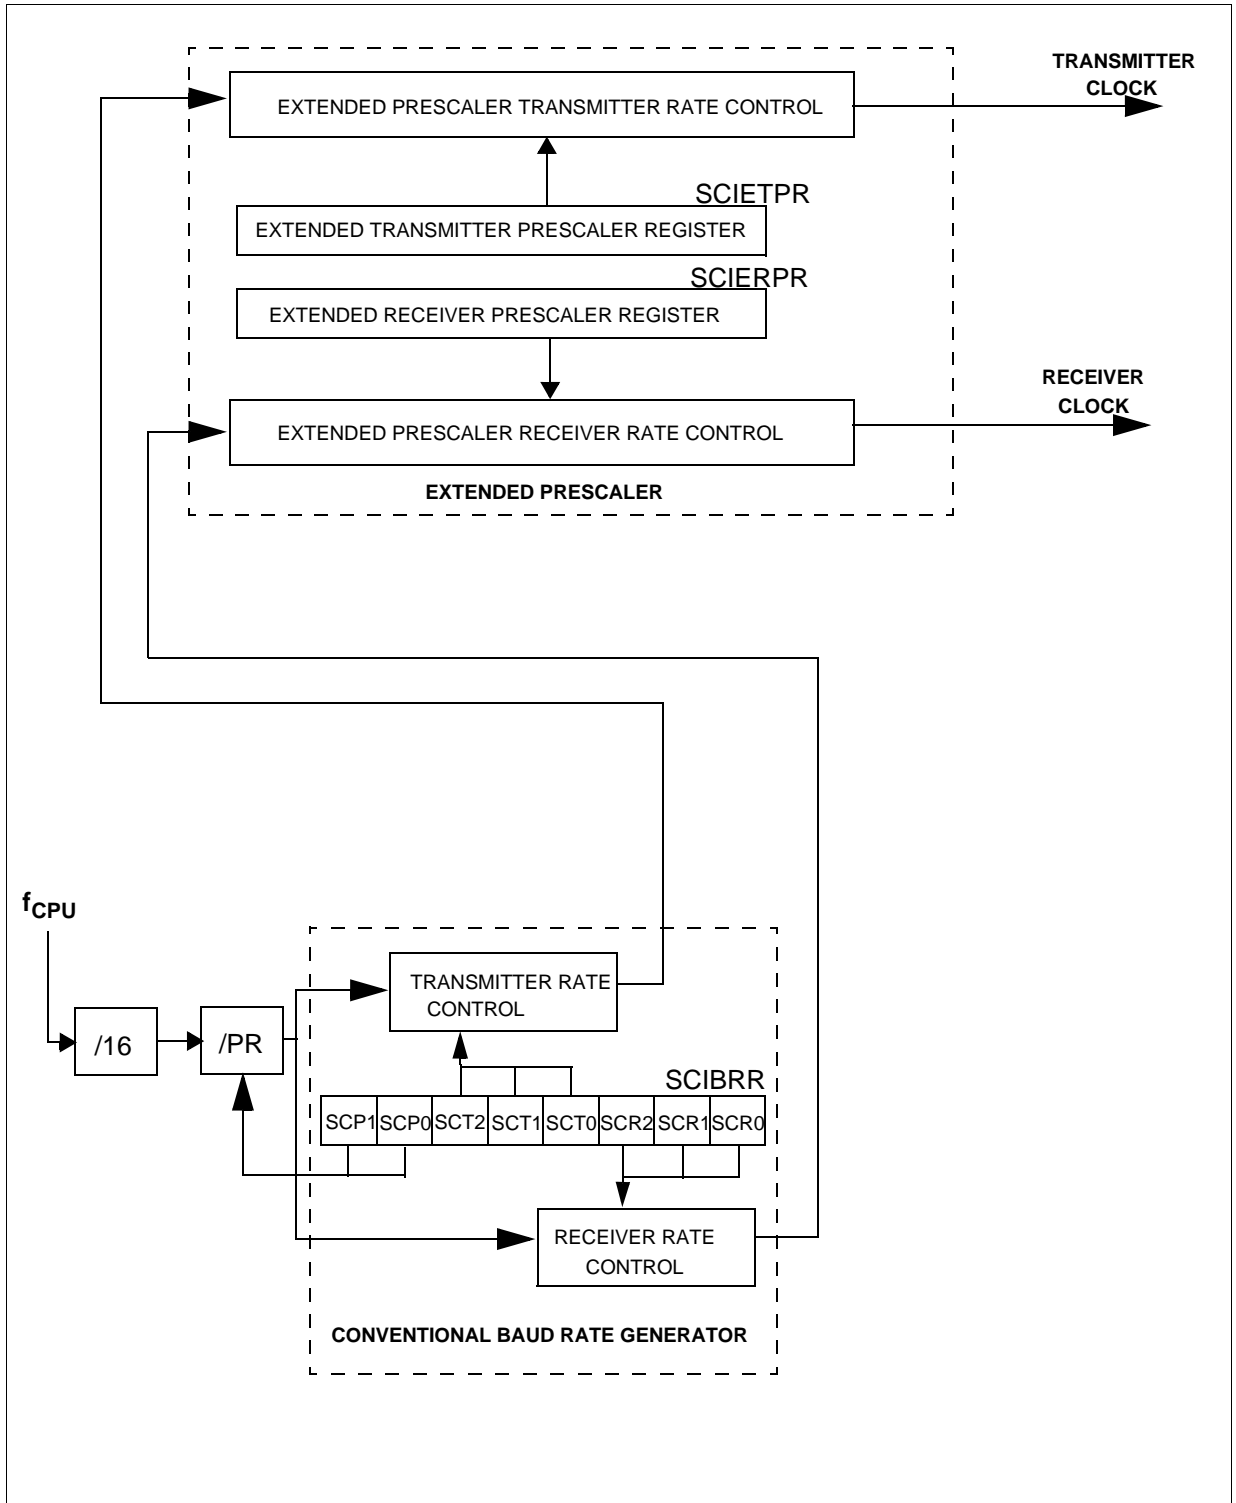 TRANSMITTER
CLOCK
EXTENDED PRESCALER TRANSMITTER RATE CONTROL
SCIETPR
EXTENDED TRANSMITTER PRESCALER REGISTER
SCIERPR
EXTENDED RECEIVER PRESCALER REGISTER
RECEIVER
CLOCK
EXTENDED PRESCALER RECEIVER RATE CONTROL
EXTENDED PRESCALER
fCPU
TRANSMITTER RATE
CONTROL
/16
/PR
SCIBRR
SCP1 SCP0 SCT2 SCT1 SCT0 SCR2 SCR1 SCR0
RECEIVER RATE
CONTROL
CONVENTIONAL BAUD RATE GENERATOR